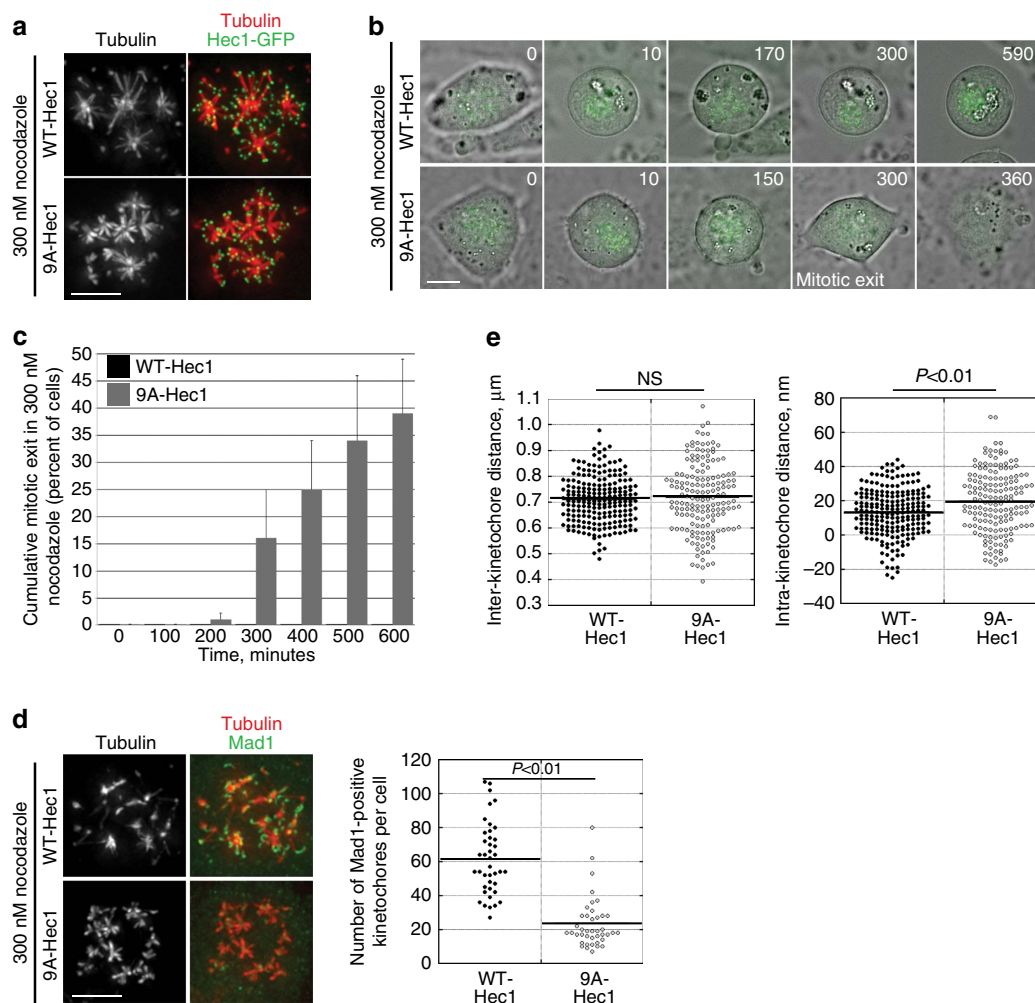 a
Tubulin
Tubulin
Hec1-GFP
300 nM nocodazole
WT-Hec1
9A-Hec1
b
300 nM nocodazole
WT-Hec1
0
10
170
300
590
9A-Hec1
0
10
150
300
360
Mitotic exit
c
Cumulative mitotic exit in 300 nM
nocodazole (percent of cells)
50
45
40
35
30
25
20
15
10
5
0
WT-Hec1
9A-Hec1
0 100 200 300 400 500 600
Time, minutes
e
Inter-kinetochore distance, μm
NS
1.1
1.0
0.9
0.8
0.7
0.6
0.5
0.4
0.3
WT-
Hec1
9A-
Hec1
Intra-kinetochore distance, nm
P<0.01
80
60
40
20
0
–20
–40
WT-
Hec1
9A-
Hec1
d
Tubulin
Tubulin
Mad1
300 nM nocodazole
WT-Hec1
9A-Hec1
Number of Mad1-positive
kinetochores per cell
P<0.01
120
100
80
60
40
20
0
WT-
Hec1
9A-
Hec1